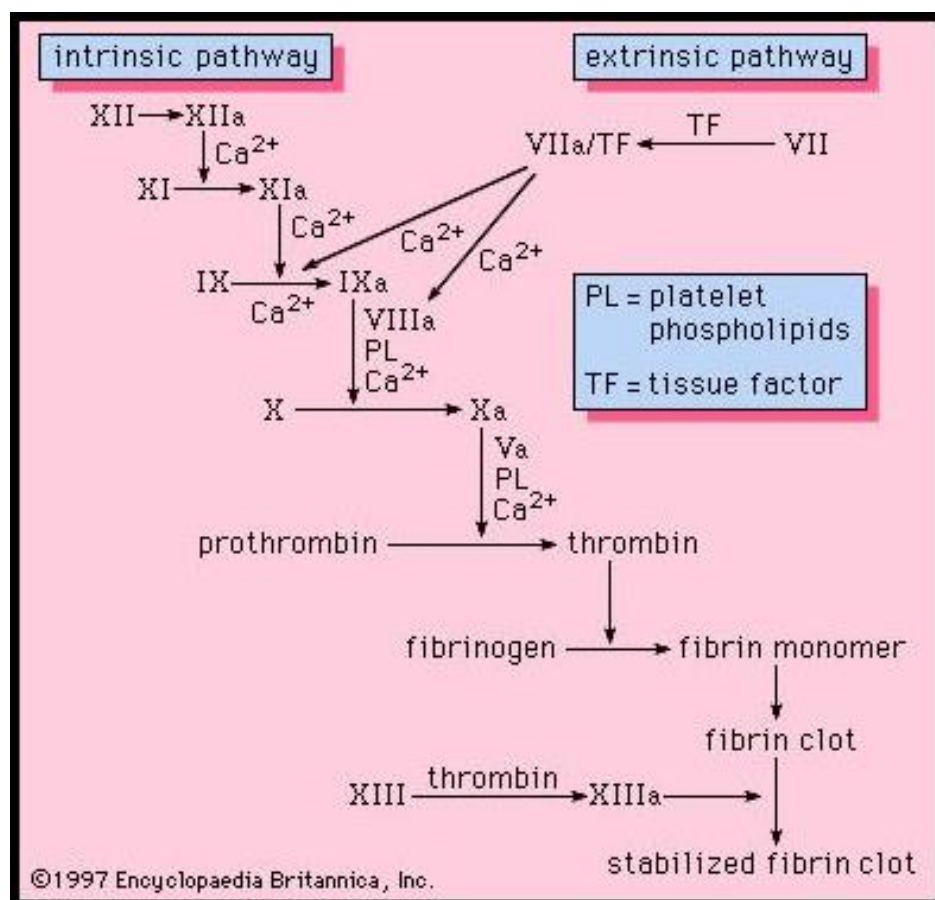 intrinsic pathway
extrinsic pathway
XII XIIa
TF
VIIa/TF VII
Ca2+
XI XIa
Ca2+
Ca2+
Ca2+
IX IXa
Ca2+
VIIIa
PL
Ca2+
PL = platelet
phospholipids
TF = tissue factor
X Xa
Va
PL
Ca2+
prothrombin thrombin
fibrinogen fibrin monomer
fibrin clot
thrombin
XIII XIIIa
stabilized fibrin clot
©1997 Encyclopaedia Britannica, Inc.